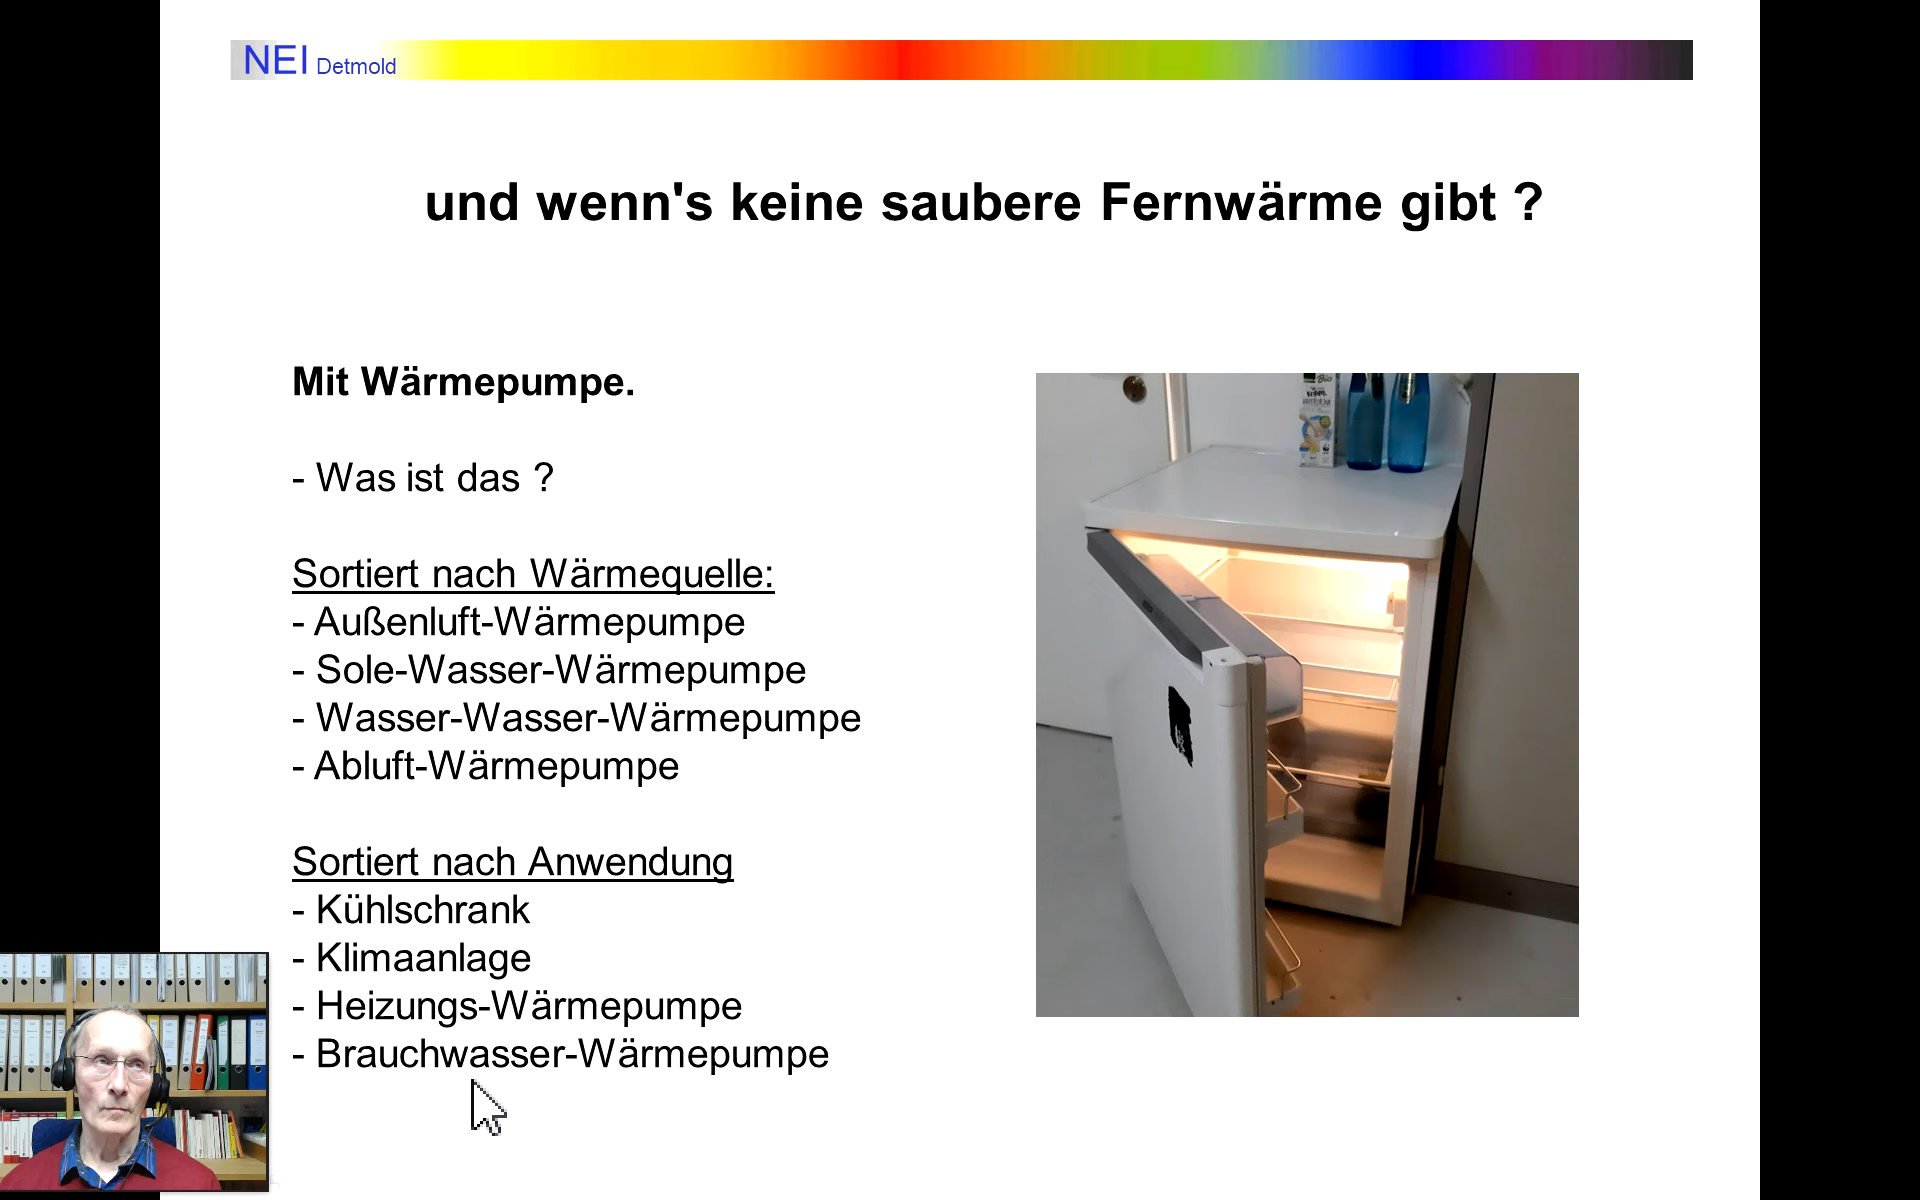 NEI Detmold
und wenn's keine saubere Fernwärme gibt ?
Mit Wärmepumpe.
- Was ist das ?
Sortiert nach Wärmequelle:
- Außenluft-Wärmepumpe
- Sole-Wasser-Wärmepumpe
- Wasser-Wasser-Wärmepumpe
- Abluft-Wärmepumpe
Sortiert nach Anwendung
- Kühlschrank
- Klimaanlage
- Heizungs-Wärmepumpe
- Brauchwasser-Wärmepumpe
Bio